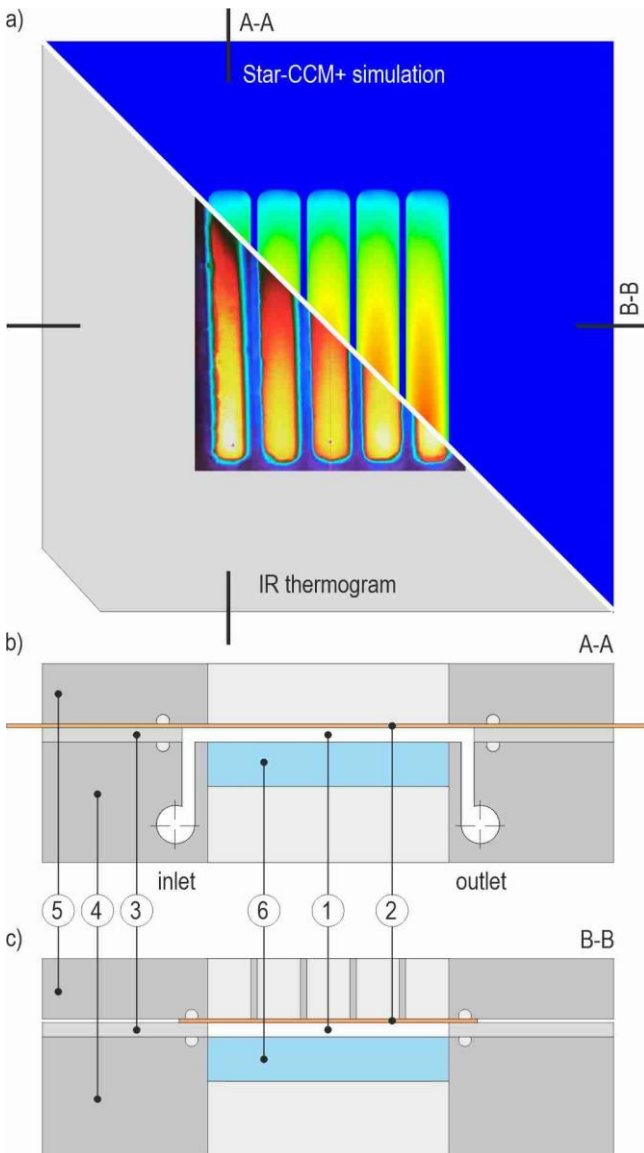 a)
A-A
Star-CCM+ simulation
B-B
IR thermogram
b)
A-A
inlet
outlet
5 4 3 6 1 2
c)
B-B